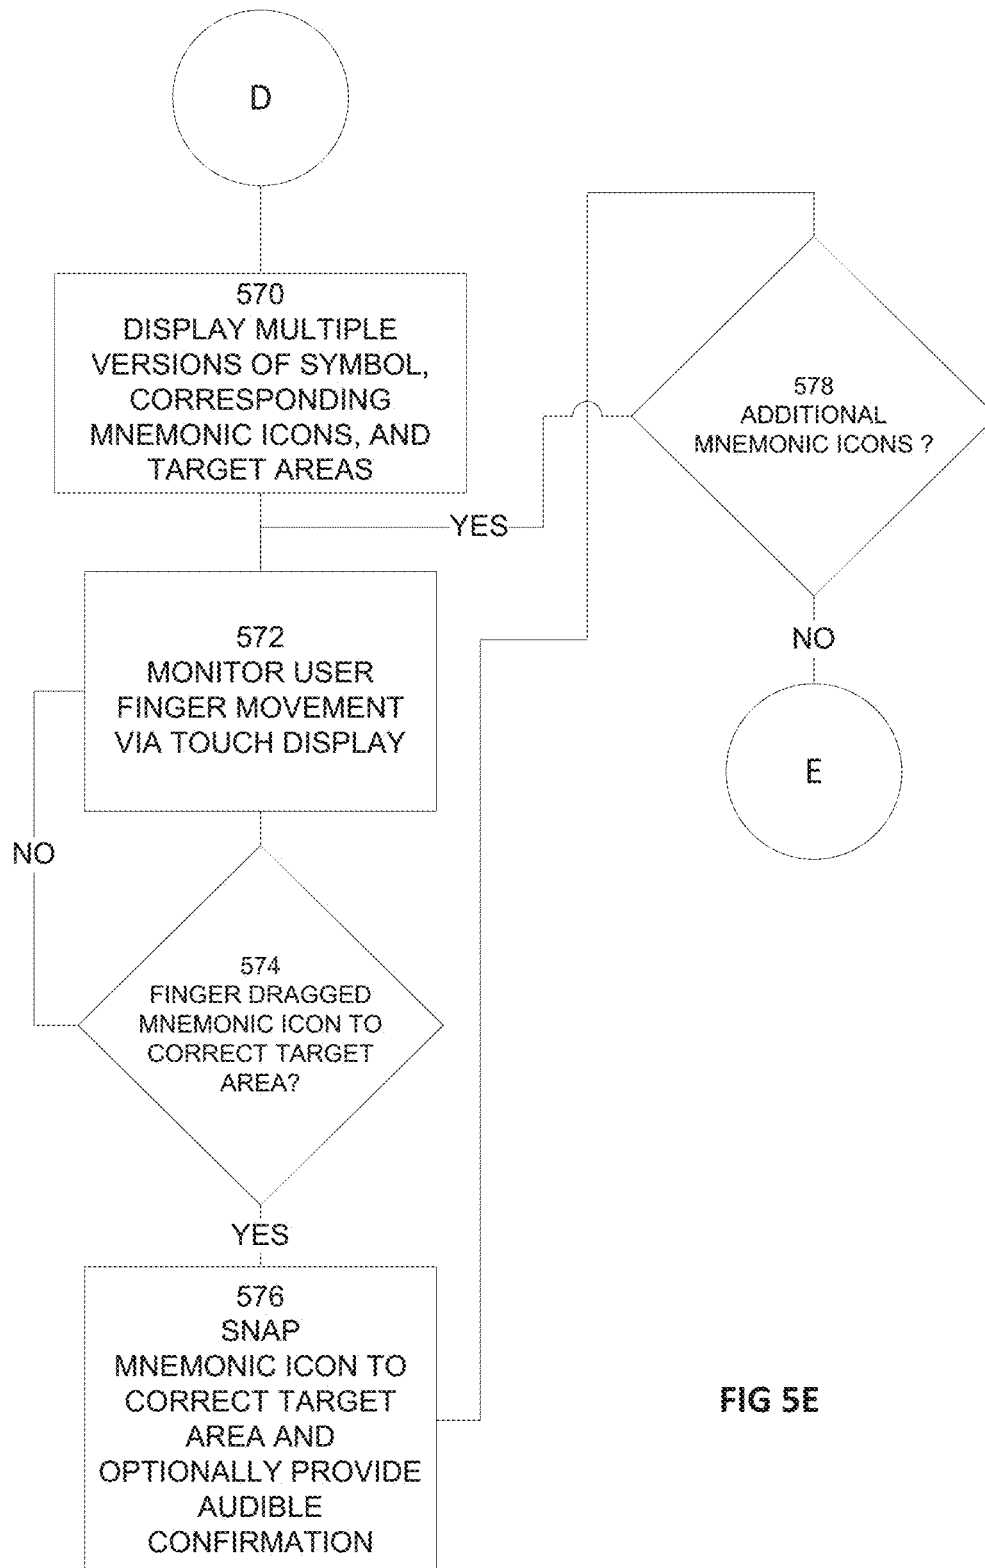 D
570
DISPLAY MULTIPLE
VERSIONS OF SYMBOL,
CORRESPONDING
MNEMONIC ICONS, AND
TARGET AREAS
YES
572
MONITOR USER
FINGER MOVEMENT
VIA TOUCH DISPLAY
NO
574
FINGER DRAGGED
MNEMONIC ICON TO
CORRECT TARGET
AREA?
YES
576
SNAP
MNEMONIC ICON TO
CORRECT TARGET
AREA AND
OPTIONALLY PROVIDE
AUDIBLE
CONFIRMATION
578
ADDITIONAL
MNEMONIC ICONS ?
NO
E
FIG 5E